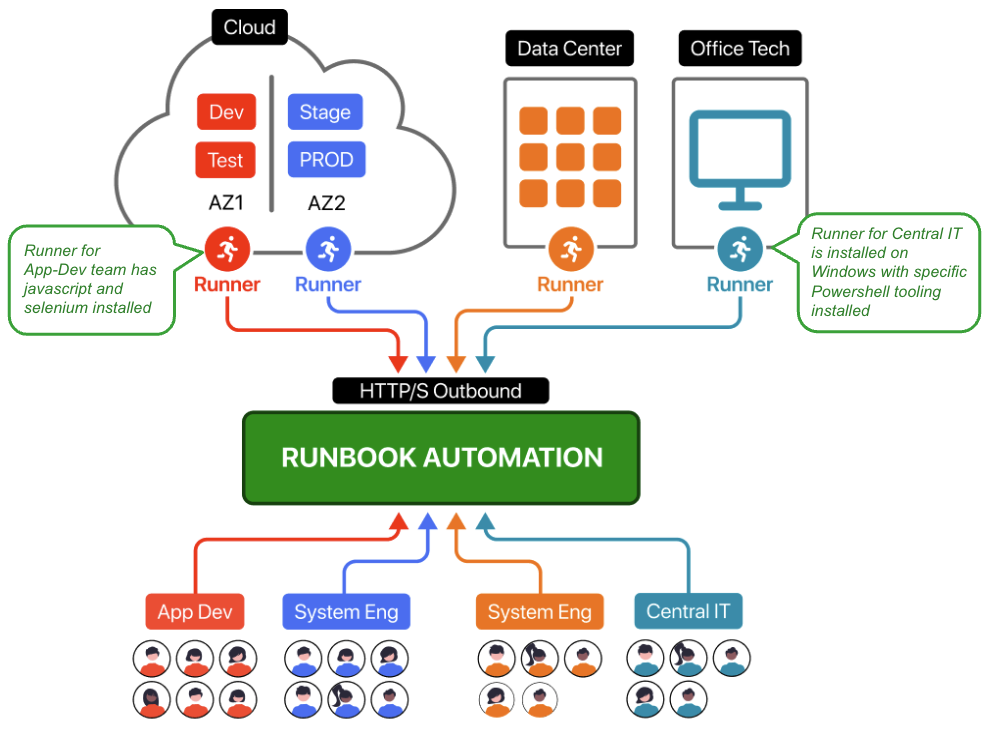 Cloud
Data Center
Office Tech
Dev
Stage
Test
PROD
AZ1
AZ2
Runner for
App-Dev team has
javascript and
selenium installed
Runner for Central IT
is installed on
Windows with specific
Powershell tooling
installed
Runner
Runner
Runner
Runner
HTTP/S Outbound
RUNBOOK AUTOMATION
App Dev
System Eng
System Eng
Central IT